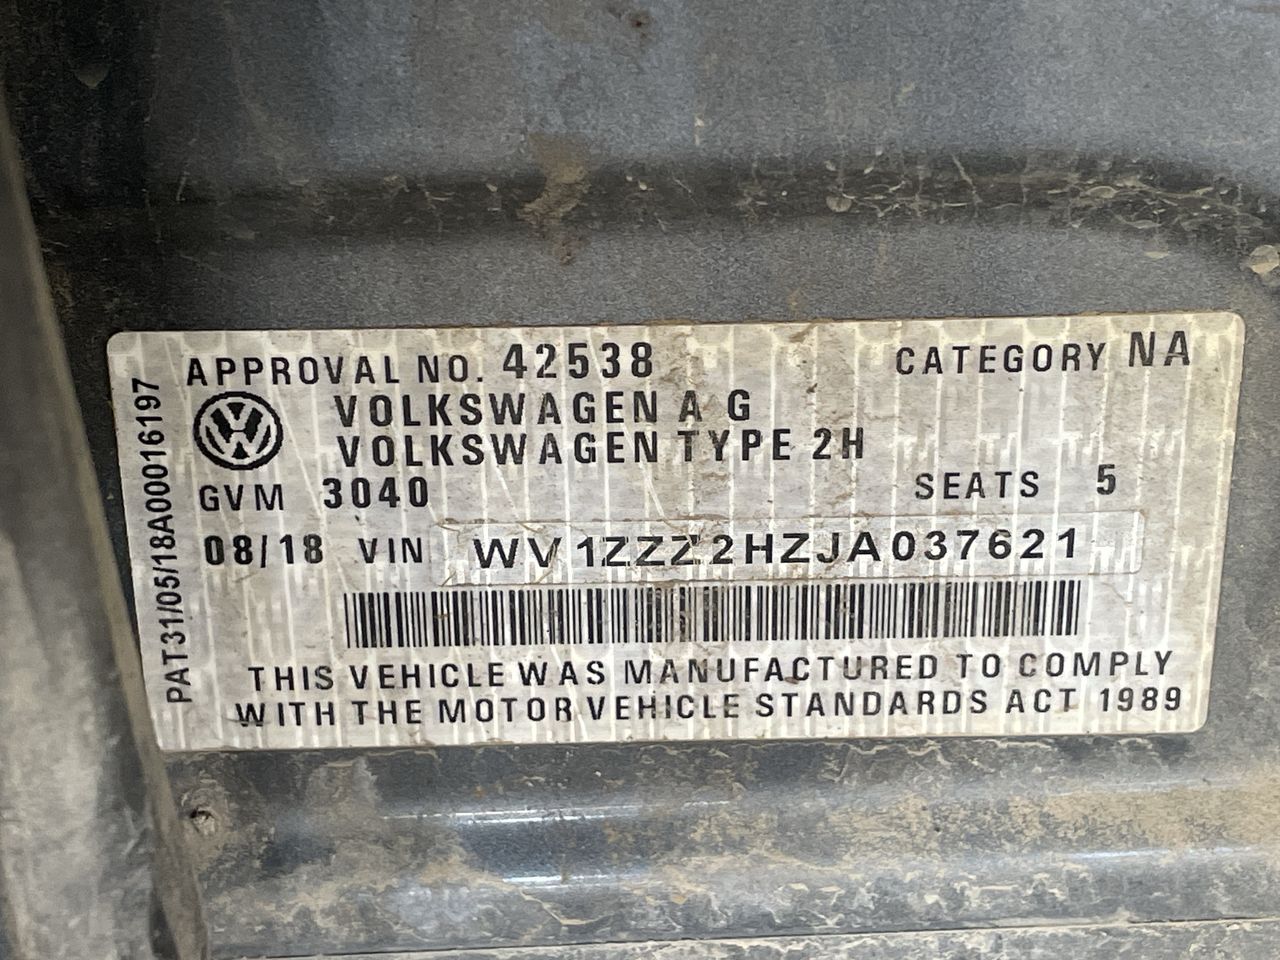 APPROVAL NO. 42538 CATEGORY NA
VOLKSWAGEN A G
VOLKSWAGEN TYPE 2H
GVM 3040 SEATS 5
08/18 VIN WV1ZZZ2HZJA037621
THIS VEHICLE WAS MANUFACTURED TO COMPLY
WITH THE MOTOR VEHICLE STANDARDS ACT 1989
PAT31/05/18A00016197